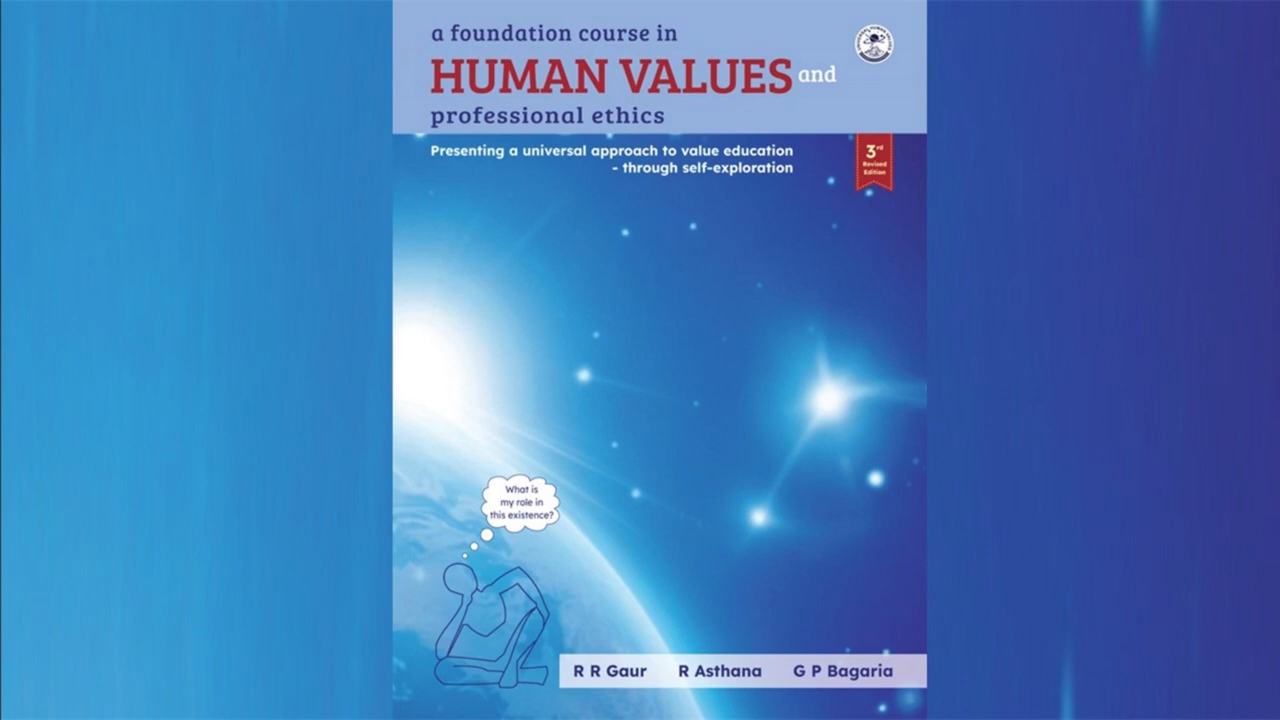 a foundation course in
HUMAN VALUES and
professional ethics
Presenting a universal approach to value education
- through self-exploration
3rd
Revised
Edition
What is
my role in
this existence?
R R Gaur R Asthana G P Bagaria